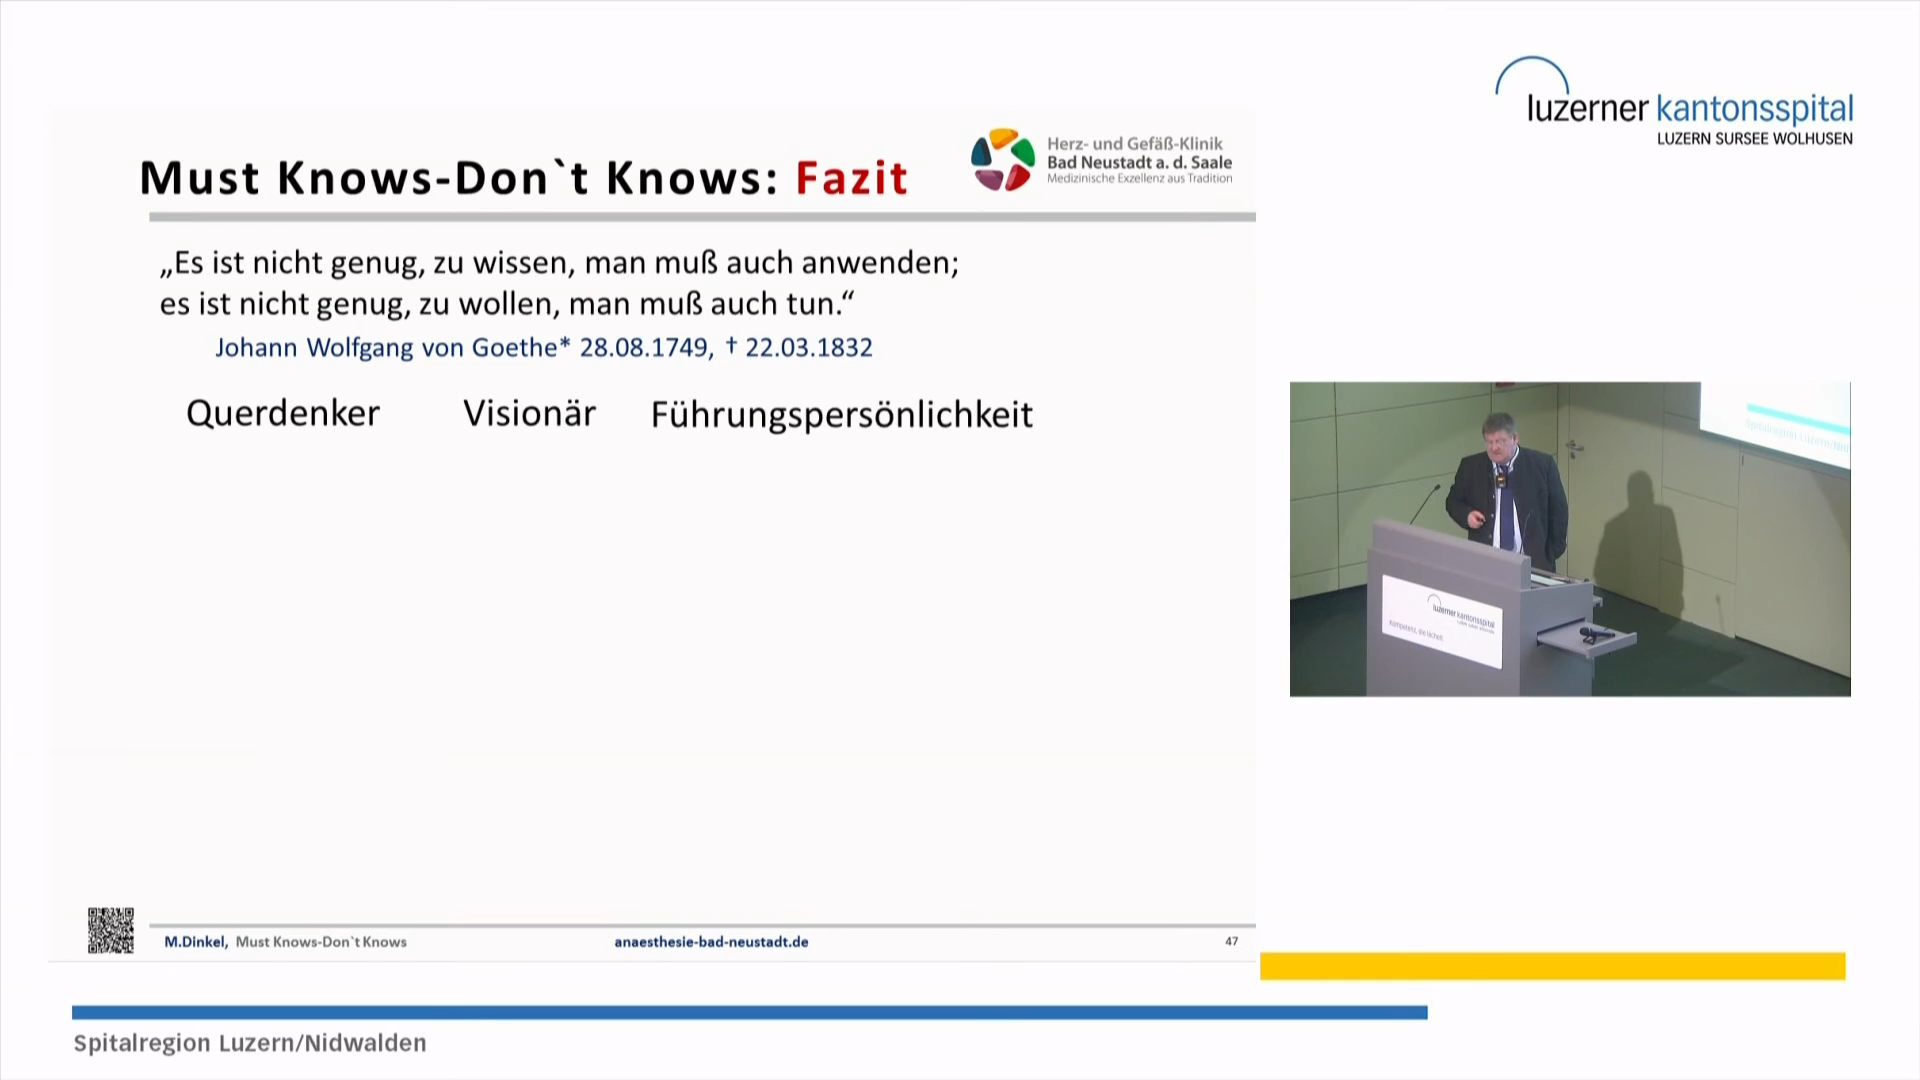 luzerner kantonsspital
LUZERN SURSEE WOLHUSEN
Must Knows-Don`t Knows: Fazit
Herz- und Gefäß-Klinik
Bad Neustadt a. d. Saale
Medizinische Exzellenz aus Tradition
„Es ist nicht genug, zu wissen, man muß auch anwenden;
es ist nicht genug, zu wollen, man muß auch tun.“
Johann Wolfgang von Goethe* 28.08.1749, † 22.03.1832
Querdenker Visionär Führungspersönlichkeit
luzerner kantonsspital
M.Dinkel, Must Knows-Don`t Knows
anaesthesie-bad-neustadt.de
47
Spitalregion Luzern/Nidwalden